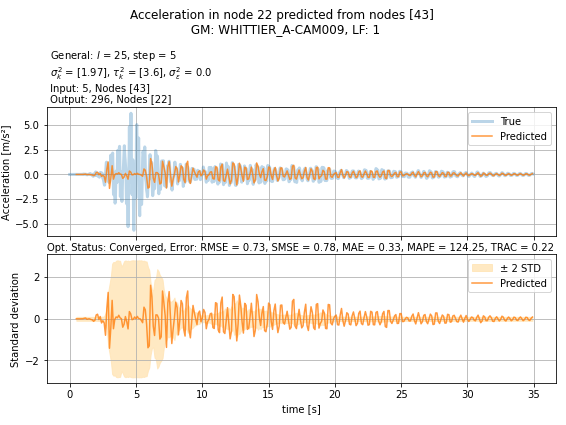 Acceleration in node 22 predicted from nodes [43]
GM: WHITTIER_A-CAM009, LF: 1
General: l = 25, step = 5
σ²ₖ = [1.97], τ²ₖ = [3.6], σ²ε = 0.0
Input: 5, Nodes [43]
Output: 296, Nodes [22]
Acceleration [m/s²]
5.0
2.5
0.0
−2.5
−5.0
True
Predicted
Opt. Status: Converged, Error: RMSE = 0.73, SMSE = 0.78, MAE = 0.33, MAPE = 124.25, TRAC = 0.22
Standard deviation
2
0
−2
± 2 STD
Predicted
0 5 10 15 20 25 30 35
time [s]